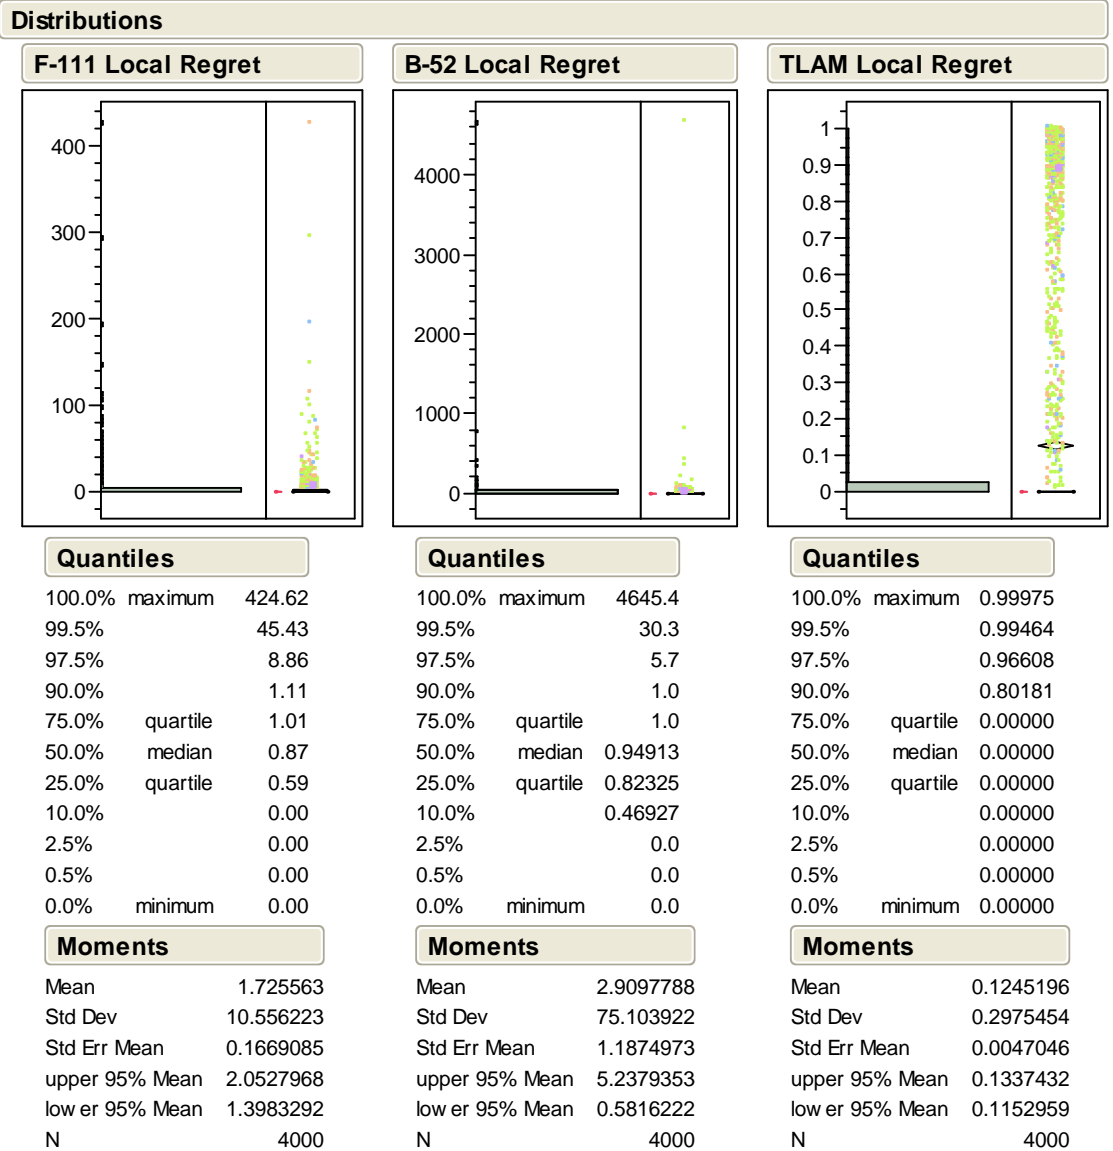 Distributions
F-111 Local Regret
400
300
200
100
0
Quantiles
100.0% maximum 424.62
99.5% 45.43
97.5% 8.86
90.0% 1.11
75.0% quartile 1.01
50.0% median 0.87
25.0% quartile 0.59
10.0% 0.00
2.5% 0.00
0.5% 0.00
0.0% minimum 0.00
Moments
Mean 1.725563
Std Dev 10.556223
Std Err Mean 0.1669085
upper 95% Mean 2.0527968
low er 95% Mean 1.3983292
N 4000
B-52 Local Regret
4000
3000
2000
1000
0
Quantiles
100.0% maximum 4645.4
99.5% 30.3
97.5% 5.7
90.0% 1.0
75.0% quartile 1.0
50.0% median 0.94913
25.0% quartile 0.82325
10.0% 0.46927
2.5% 0.0
0.5% 0.0
0.0% minimum 0.0
Moments
Mean 2.9097788
Std Dev 75.103922
Std Err Mean 1.1874973
upper 95% Mean 5.2379353
low er 95% Mean 0.5816222
N 4000
TLAM Local Regret
1
0.9
0.8
0.7
0.6
0.5
0.4
0.3
0.2
0.1
0
Quantiles
100.0% maximum 0.99975
99.5% 0.99464
97.5% 0.96608
90.0% 0.80181
75.0% quartile 0.00000
50.0% median 0.00000
25.0% quartile 0.00000
10.0% 0.00000
2.5% 0.00000
0.5% 0.00000
0.0% minimum 0.00000
Moments
Mean 0.1245196
Std Dev 0.2975454
Std Err Mean 0.0047046
upper 95% Mean 0.1337432
low er 95% Mean 0.1152959
N 4000